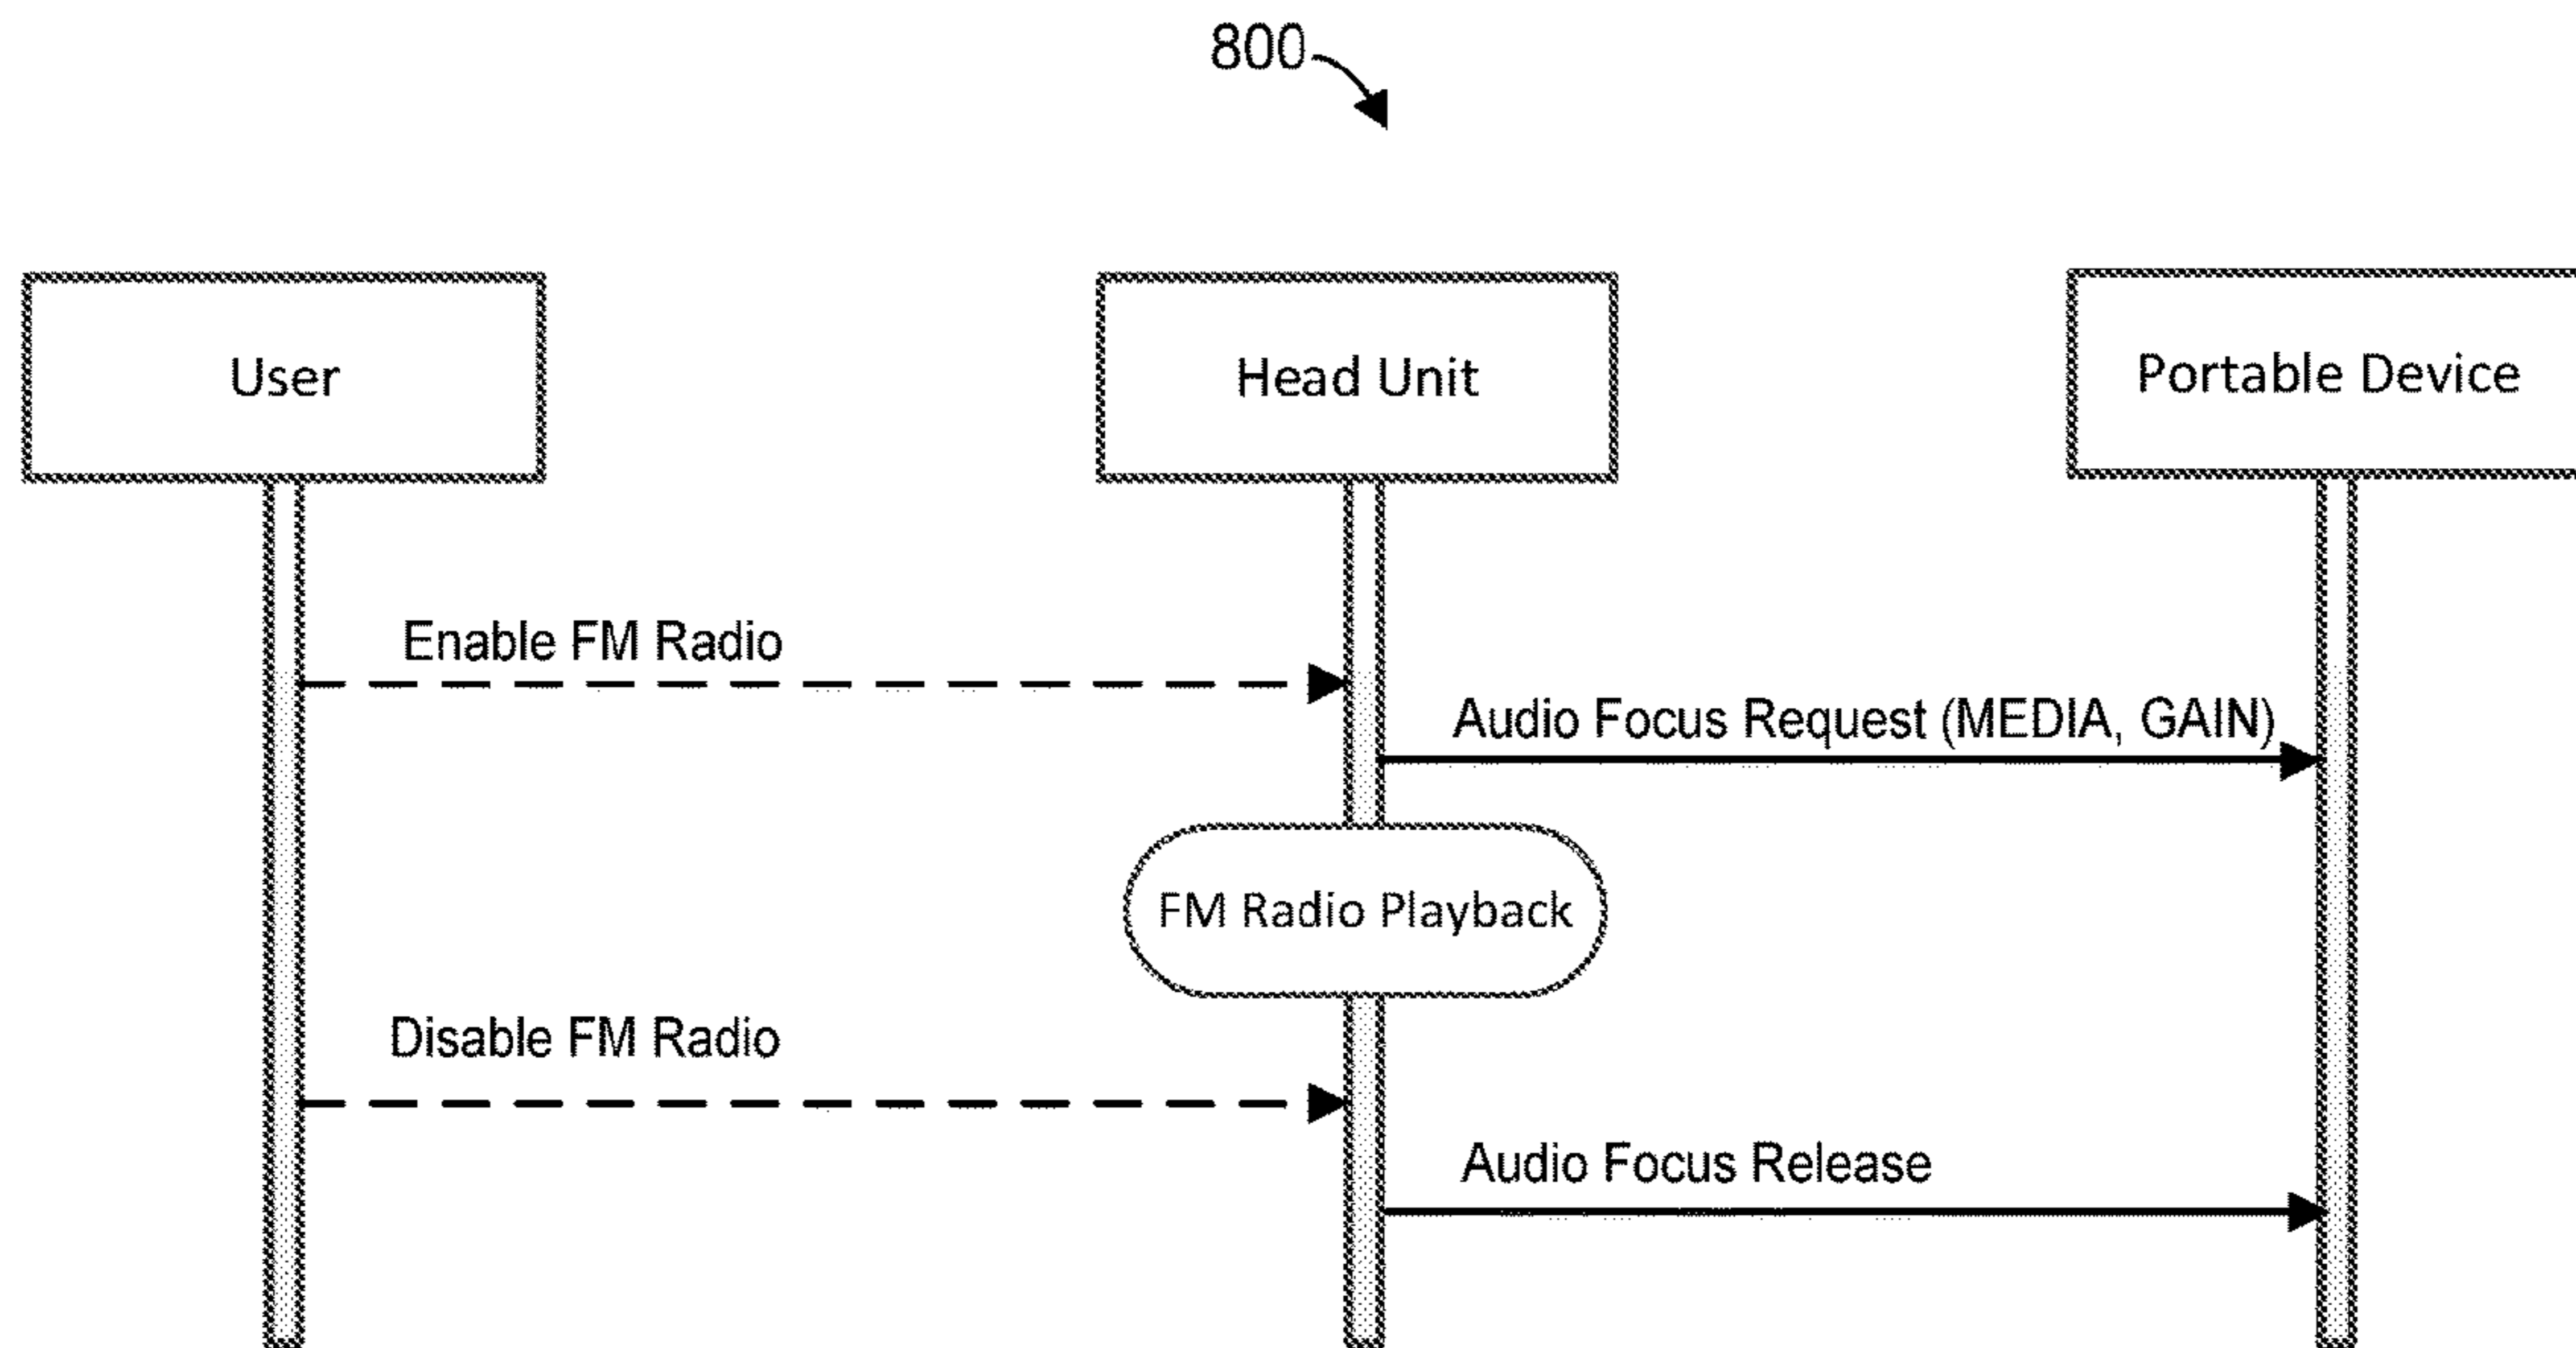 800
User
Head Unit
Portable Device
Enable FM Radio
Audio Focus Request (MEDIA, GAIN)
FM Radio Playback
Disable FM Radio
Audio Focus Release